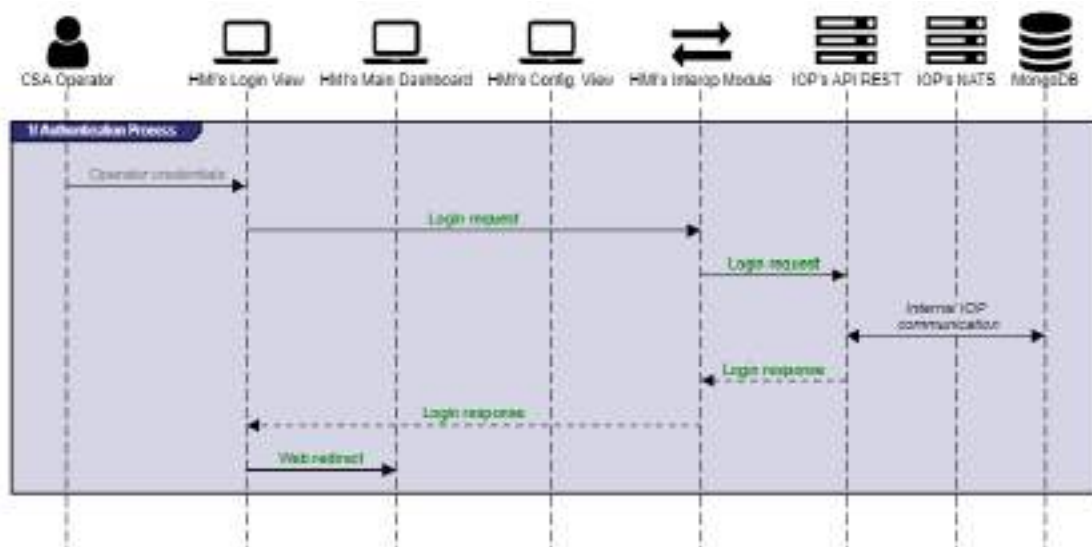 CSA Operator
HMI's Login View
HMI's Main Dashboard
HMI's Config. View
HMI's Interop Module
IOP's API REST
IOP's NATS
MongoDB
1/ Authentication Process
Operator credentials
Login request
Login request
Internal IOP
communication
Login response
Login response
Web redirect